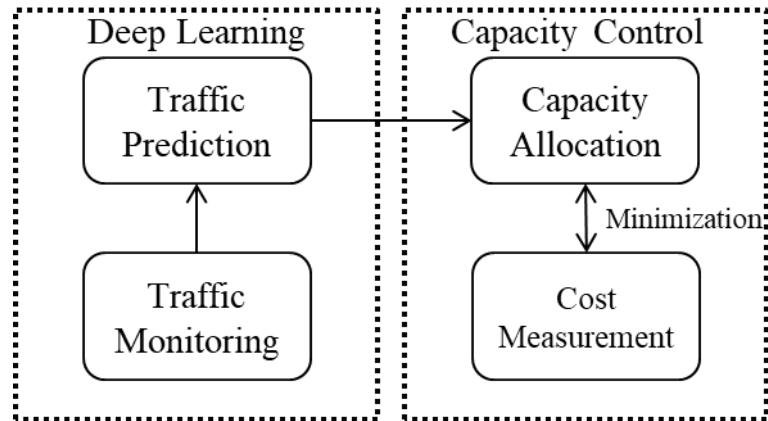 Deep Learning
Traffic
Prediction
Traffic
Monitoring
Capacity Control
Capacity
Allocation
Minimization
Cost
Measurement